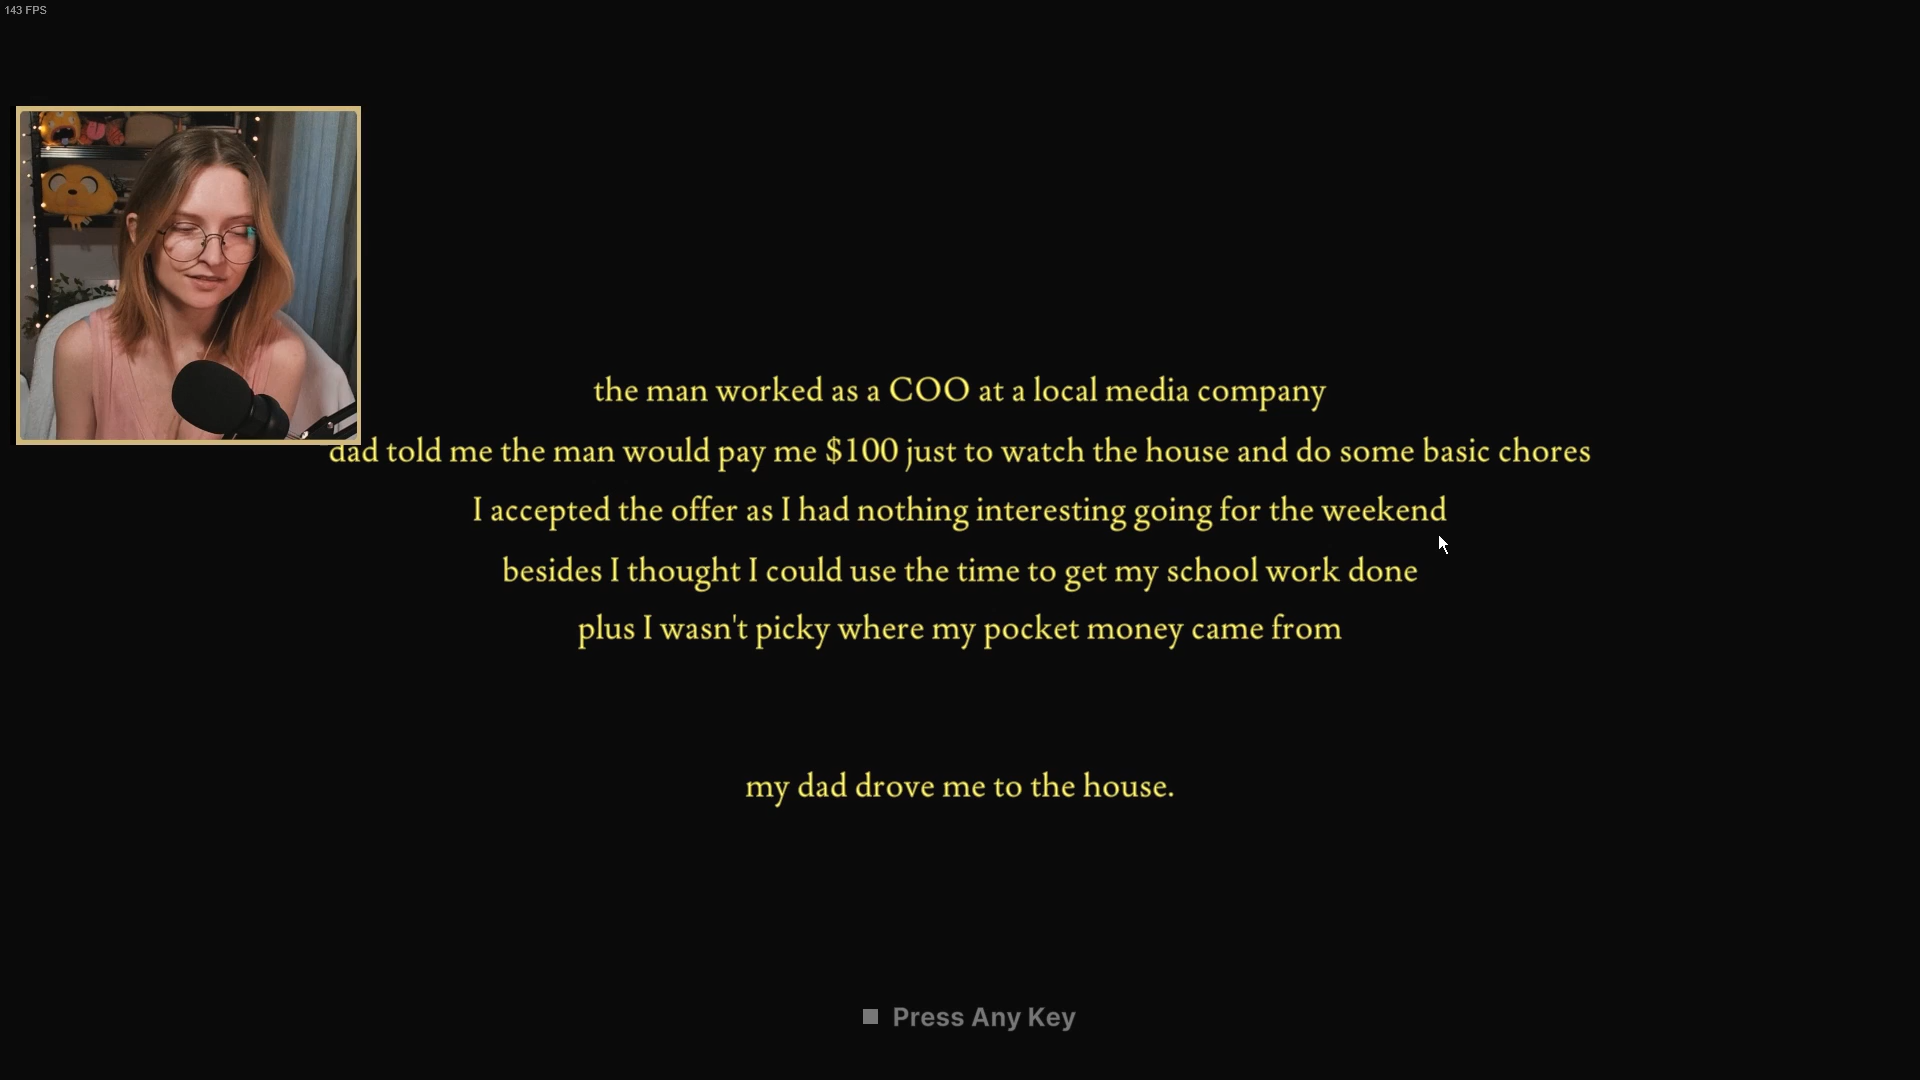 143 FPS
the man worked as a COO at a local media company
dad told me the man would pay me $100 just to watch the house and do some basic chores
I accepted the offer as I had nothing interesting going for the weekend
besides I thought I could use the time to get my school work done
plus I wasn't picky where my pocket money came from
my dad drove me to the house.
Press Any Key